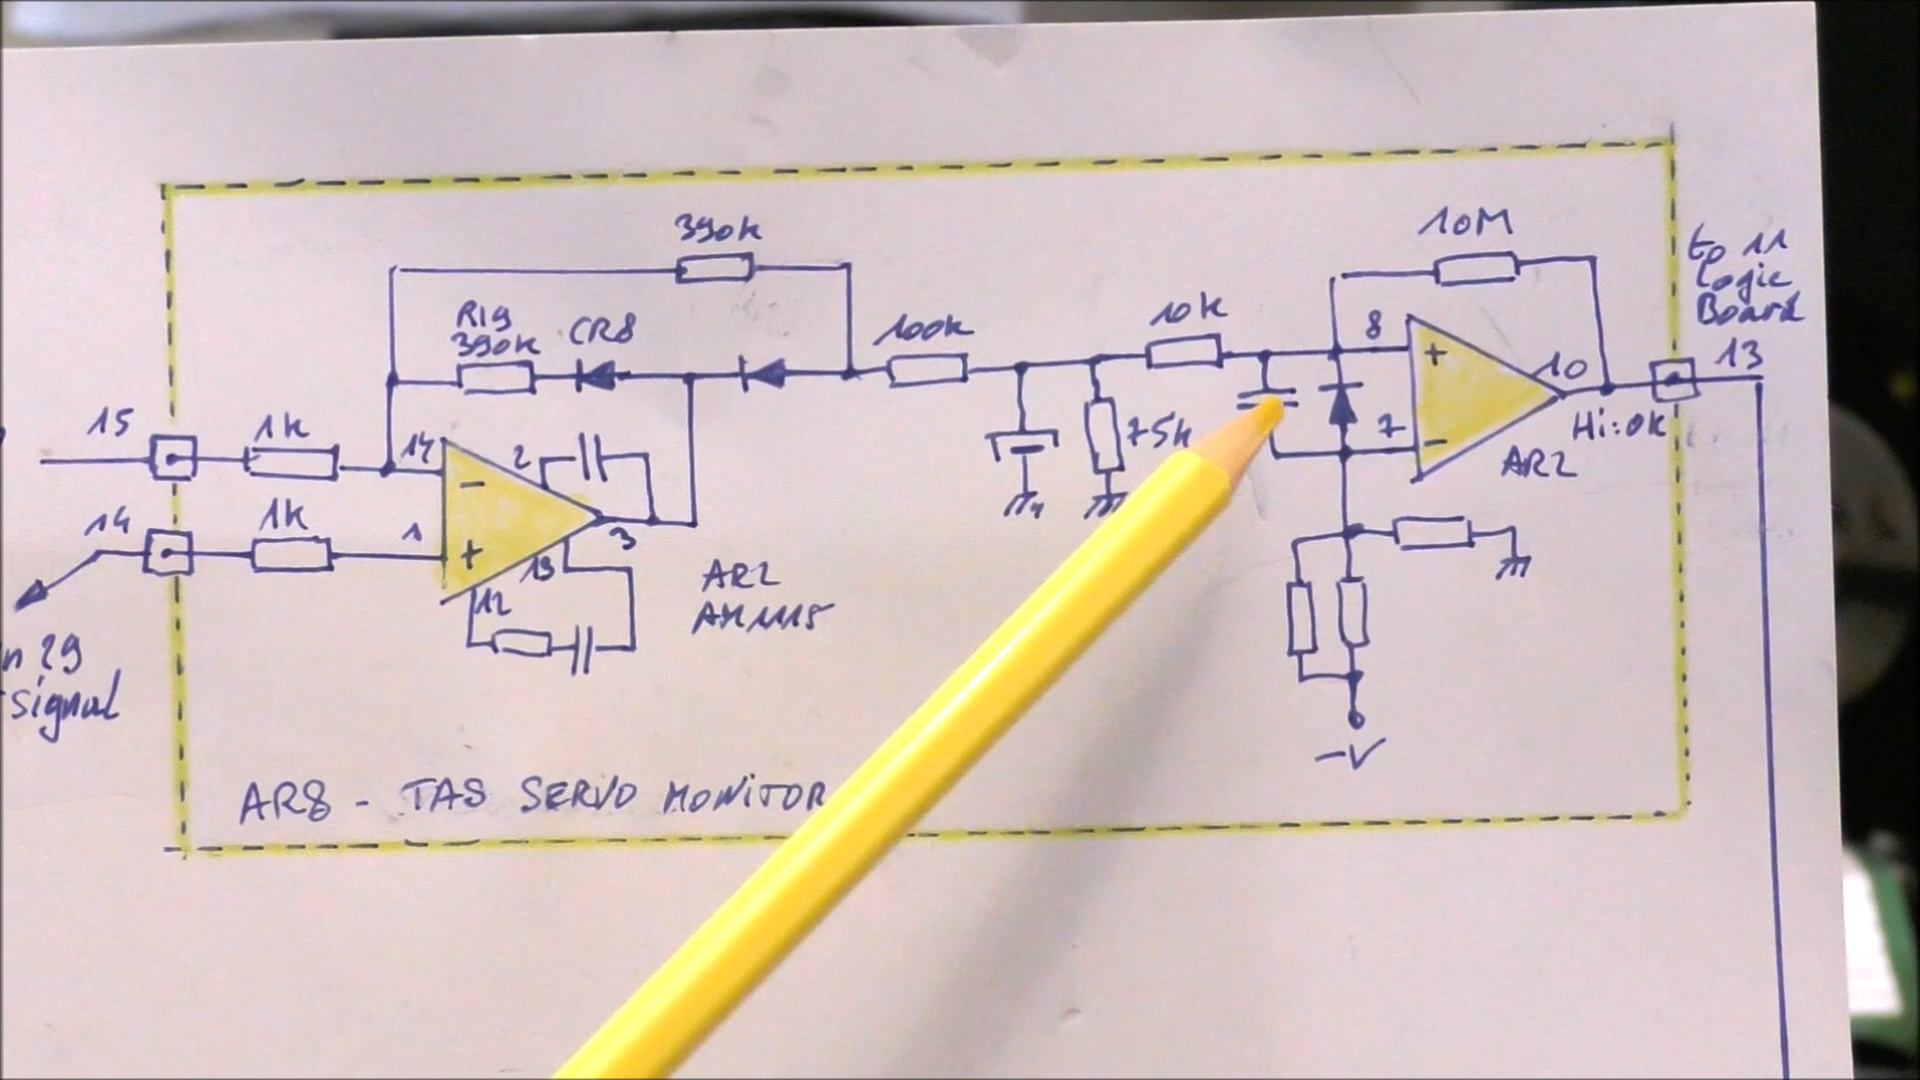 390k
10M
to 11
Logic
Board
R19
390k
CR8
100k
10k
8
13
15
1k
14
2
75k
7
10
Hi:ok
AR2
14
1k
1
3
13
12
AR2
n 29
signal
-V
AR8 - TAS SERVO MONITOR